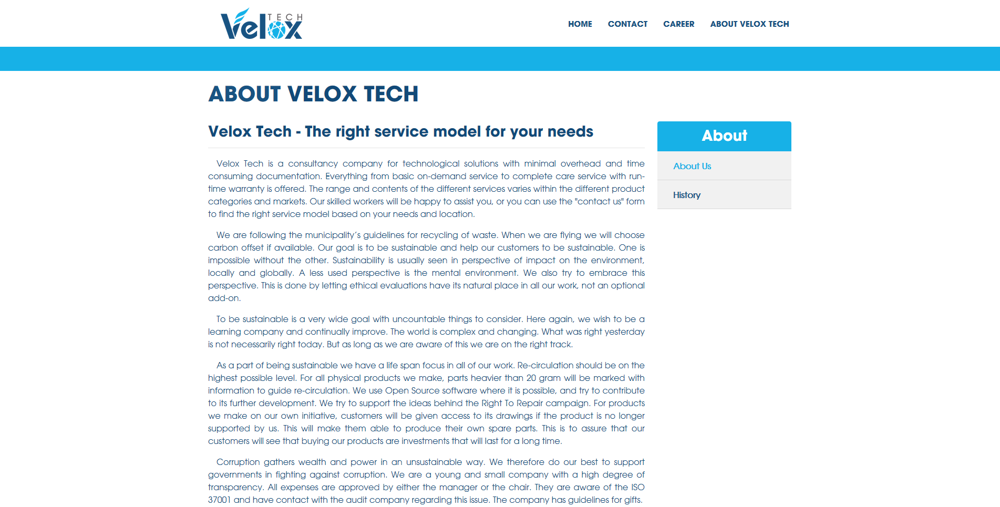 Velox TECH
HOME CONTACT CAREER ABOUT VELOX TECH
ABOUT VELOX TECH
Velox Tech - The right service model for your needs
Velox Tech is a consultancy company for technological solutions with minimal overhead and time
consuming documentation. Everything from basic on-demand service to complete care service with run-
time warranty is offered. The range and contents of the different services varies within the different product
categories and markets. Our skilled workers will be happy to assist you, or you can use the "contact us" form
to find the right service model based on your needs and location.
We are following the municipality´s guidelines for recycling of waste. When we are flying we will choose
carbon offset if available. Our goal is to be sustainable and help our customers to be sustainable. One is
impossible without the other. Sustainability is usually seen in perspective of impact on the environment,
locally and globally. A less used perspective is the mental environment. We also try to embrace this
perspective. This is done by letting ethical evaluations have its natural place in all our work, not an optional
add-on.
To be sustainable is a very wide goal with uncountable things to consider. Here again, we wish to be a
learning company and continually improve. The world is complex and changing. What was right yesterday
is not necessarily right today. But as long as we are aware of this we are on the right track.
As a part of being sustainable we have a life span focus in all of our work. Re-circulation should be on the
highest possible level. For all physical products we make, parts heavier than 20 gram will be marked with
information to guide re-circulation. We use Open Source software where it is possible, and try to contribute
to its further development. We try to support the ideas behind the Right To Repair campaign. For products
we make on our own initiative, customers will be given access to its drawings if the product is no longer
supported by us. This will make them able to produce their own spare parts. This is to assure that our
customers will see that buying our products are investments that will last for a long time.
Corruption gathers wealth and power in an unsustainable way. We therefore do our best to support
governments in fighting against corruption. We are a young and small company with a high degree of
transparency. All expenses are approved by either the manager or the chair. They are aware of the ISO
37001 and have contact with the audit company regarding this issue. The company has guidelines for gifts.
About
About Us
History